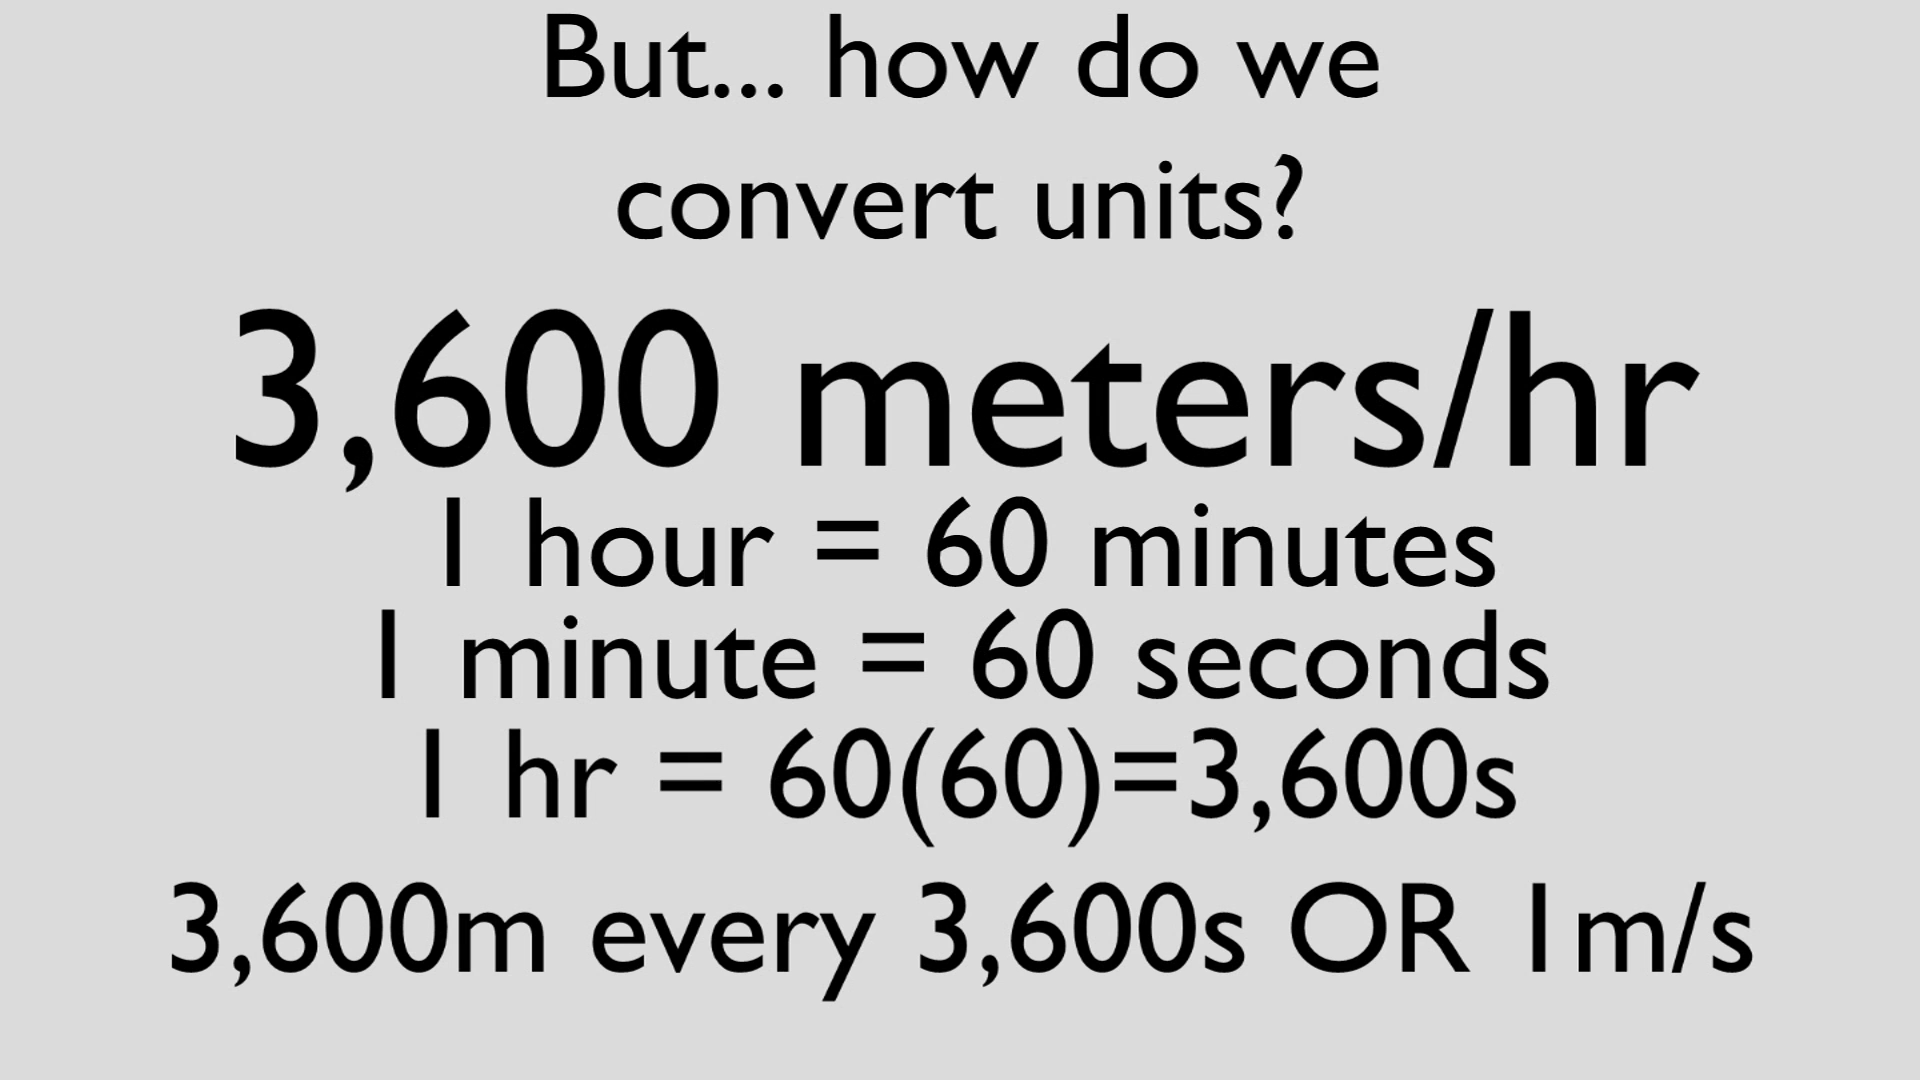 But... how do we
convert units?
3,600 meters/hr
1 hour = 60 minutes
1 minute = 60 seconds
1 hr = 60(60)=3,600s
3,600m every 3,600s OR 1m/s